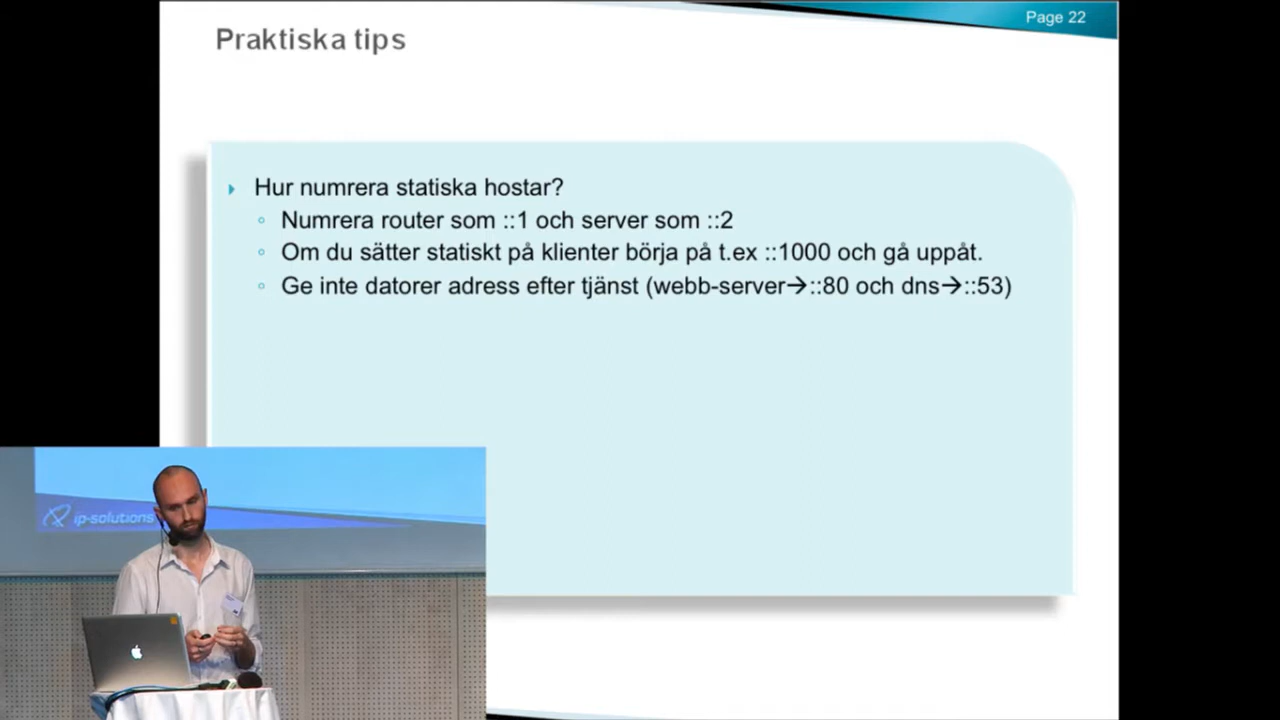 Page 22
Praktiska tips
Hur numrera statiska hostar?
Numrera router som ::1 och server som ::2
Om du sätter statiskt på klienter börja på t.ex ::1000 och gå uppåt.
Ge inte datorer adress efter tjänst (webb-server→::80 och dns→::53)
ip-solutions